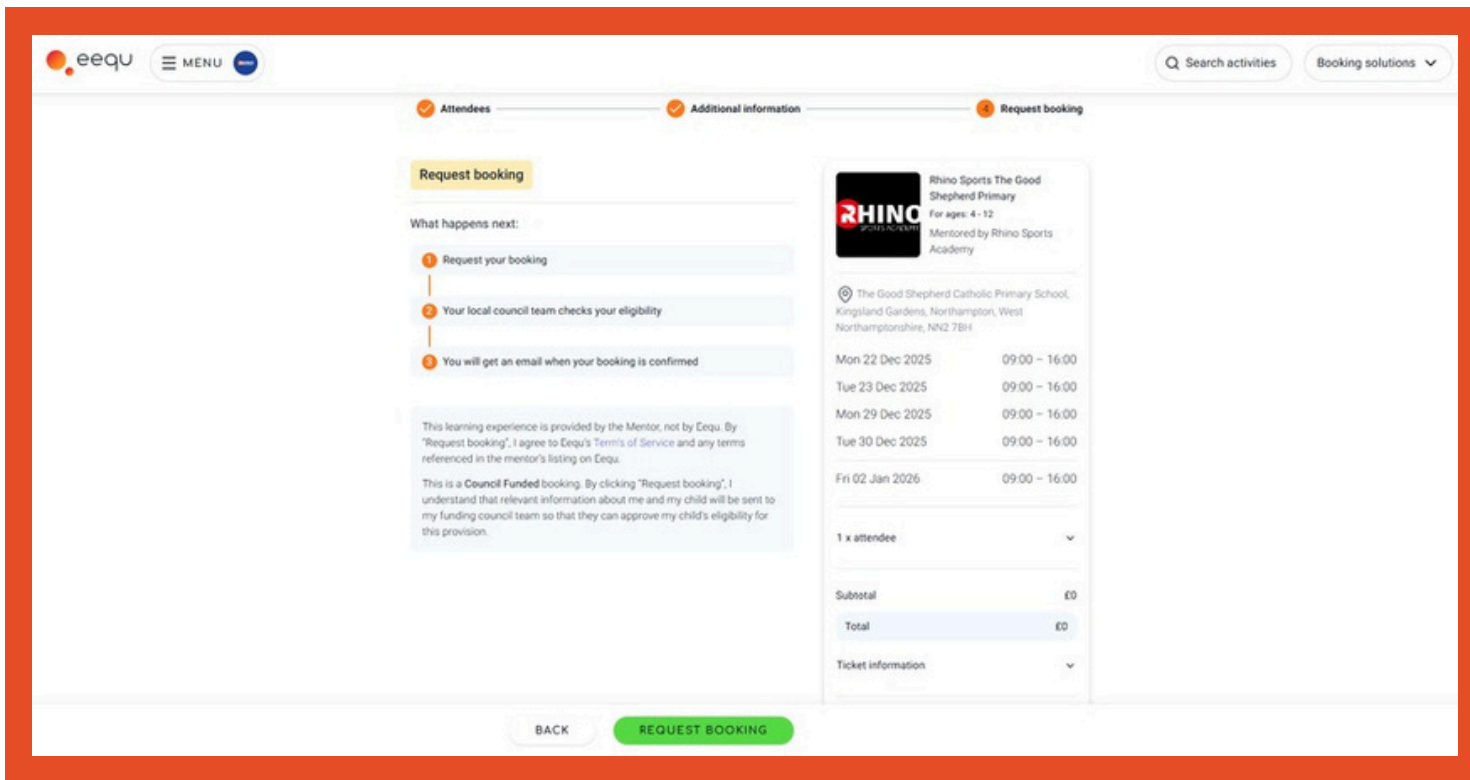 eequ
MENU
Search activities
Booking solutions
Attendees
Additional information
4 Request booking
Request booking
What happens next:
1 Request your booking
2 Your local council team checks your eligibility
3 You will get an email when your booking is confirmed
This learning experience is provided by the Mentor, not by Eequ. By
"Request booking", I agree to Eequ's Terms of Service and any terms
referenced in the mentor's listing on Eequ.
This is a Council Funded booking. By clicking "Request booking", I
understand that relevant information about me and my child will be sent to
my funding council team so that they can approve my child's eligibility for
this provision.
RHINO
SPORTS ACADEMY
Rhino Sports The Good
Shepherd Primary
For ages: 4 - 12
Mentored by Rhino Sports
Academy
The Good Shepherd Catholic Primary School,
Kingsland Gardens, Northampton, West
Northamptonshire, NN2 7BH
Mon 22 Dec 2025 09:00 – 16:00
Tue 23 Dec 2025 09:00 – 16:00
Mon 29 Dec 2025 09:00 – 16:00
Tue 30 Dec 2025 09:00 – 16:00
Fri 02 Jan 2026 09:00 – 16:00
1 x attendee
Subtotal £0
Total £0
Ticket information
BACK
REQUEST BOOKING